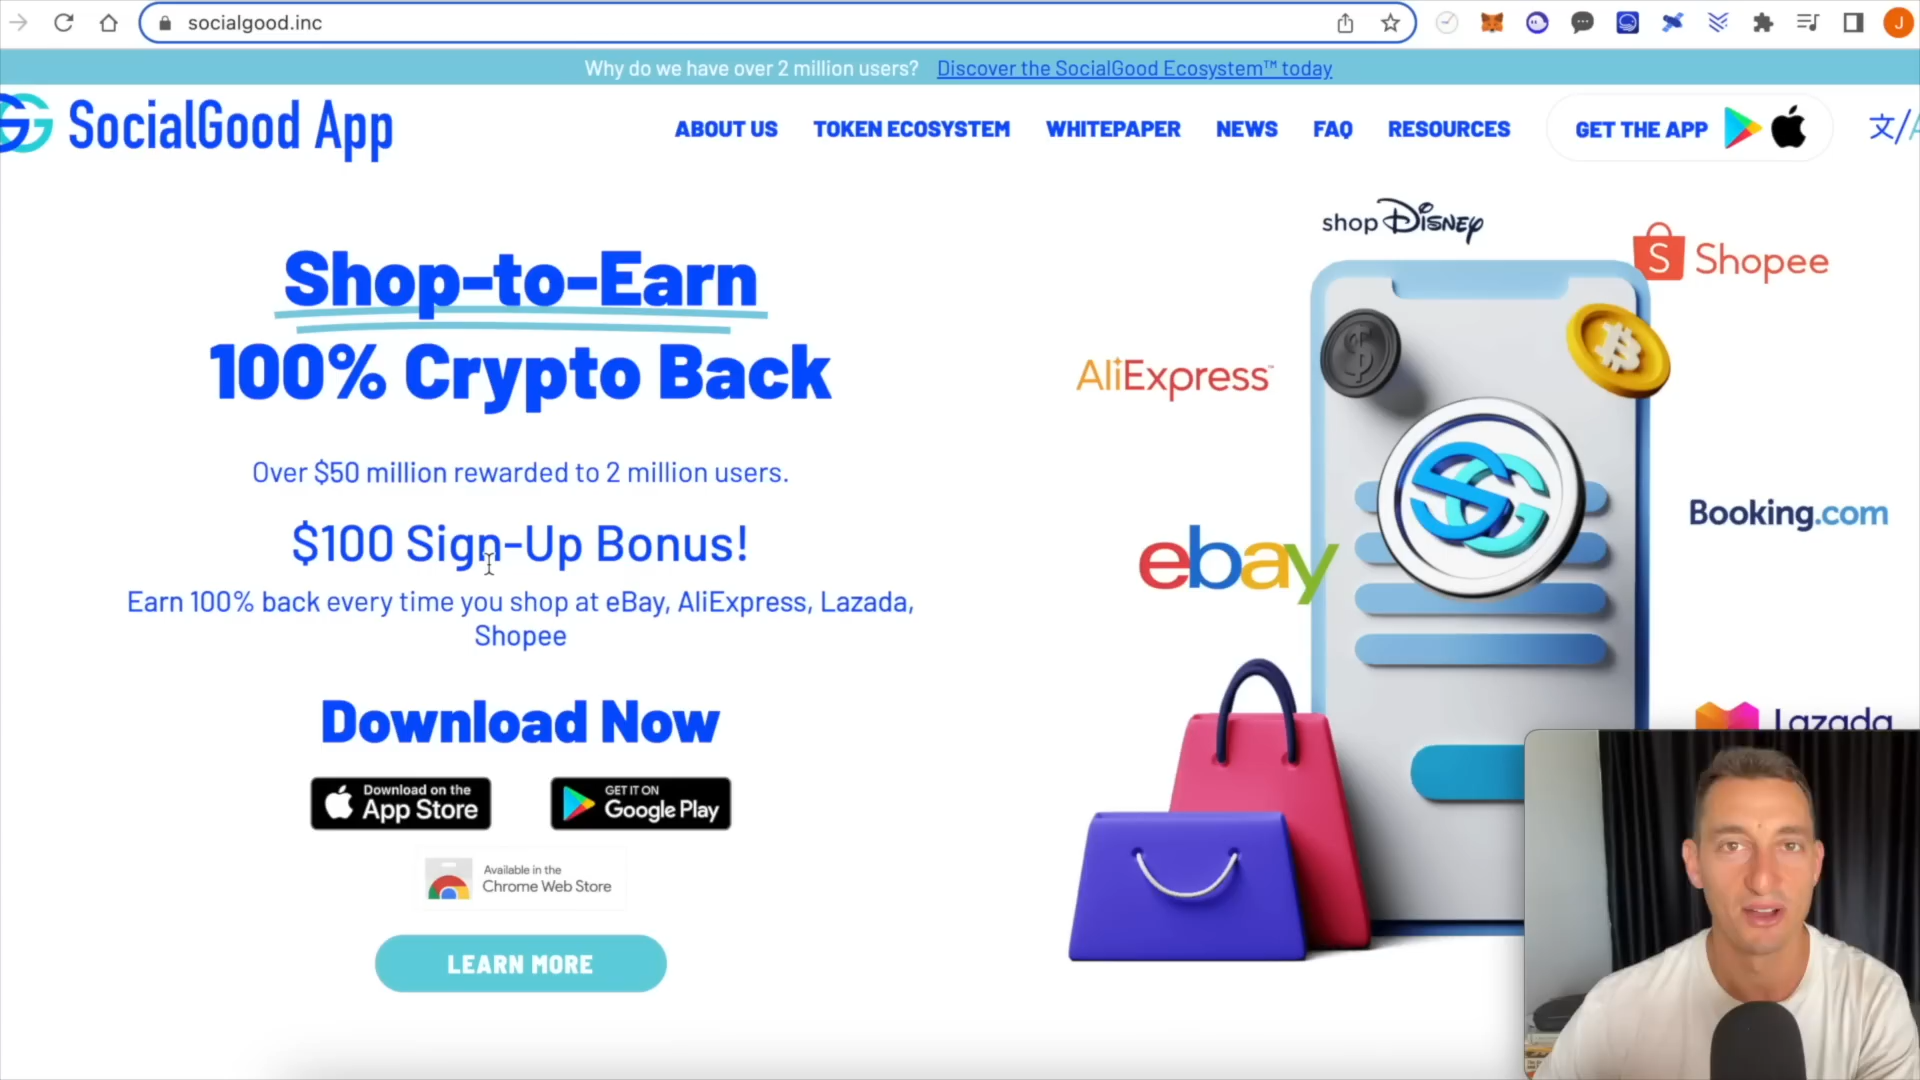 socialgood.inc
J
Why do we have over 2 million users? Discover the SocialGood Ecosystem™ today
SocialGood App
ABOUT US
TOKEN ECOSYSTEM
WHITEPAPER
NEWS
FAQ
RESOURCES
GET THE APP
文/A
Shop-to-Earn
100% Crypto Back
Over $50 million rewarded to 2 million users.
$100 Sign-Up Bonus!
Earn 100% back every time you shop at eBay, AliExpress, Lazada,
Shopee
Download Now
Download on the
App Store
GET IT ON
Google Play
Available in the
Chrome Web Store
LEARN MORE
shop Disney
S Shopee
AliExpress™
Booking.com
ebay
Lazada